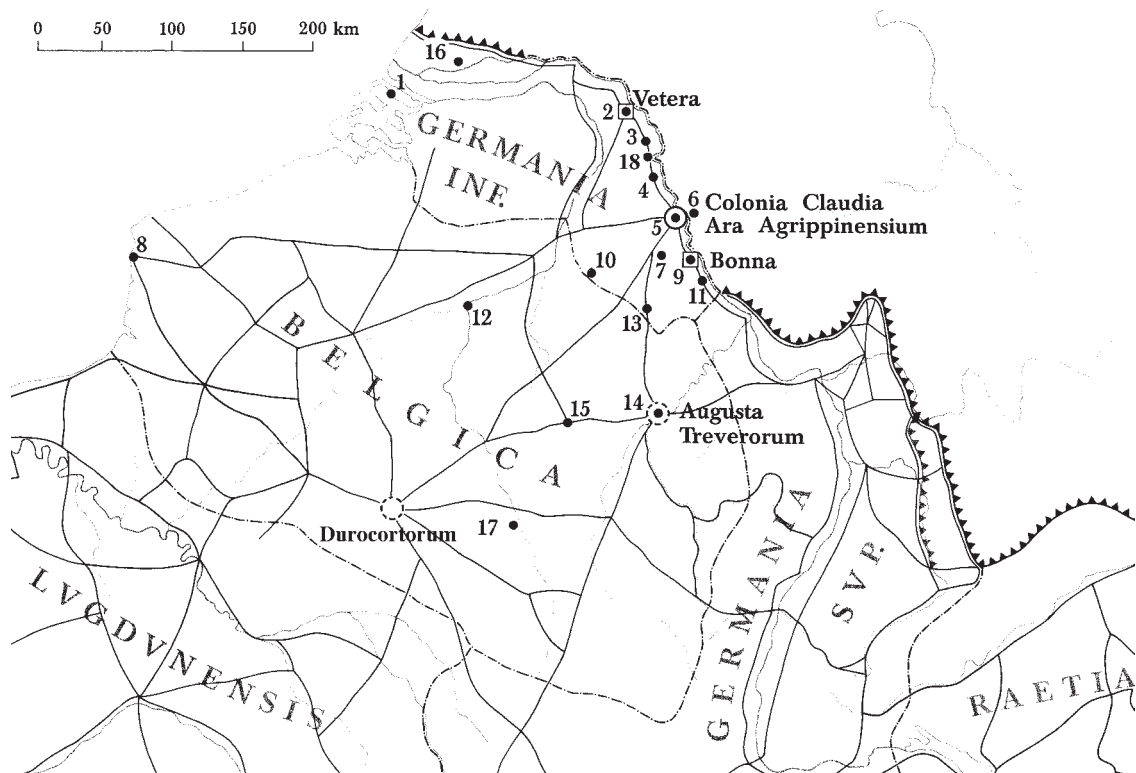 0 50 100 150 200 km
16
1
Vetera
2
GERMANIA
INF.
3
18
4
6 Colonia Claudia
Ara Agrippinensium
5
8
7
9 Bonna
10
11
12
13
BELGICA
14 Augusta
Treverorum
15
Durocortorum
17
GERMANIA
SVP.
LVGDVNENSIS
RAETIA